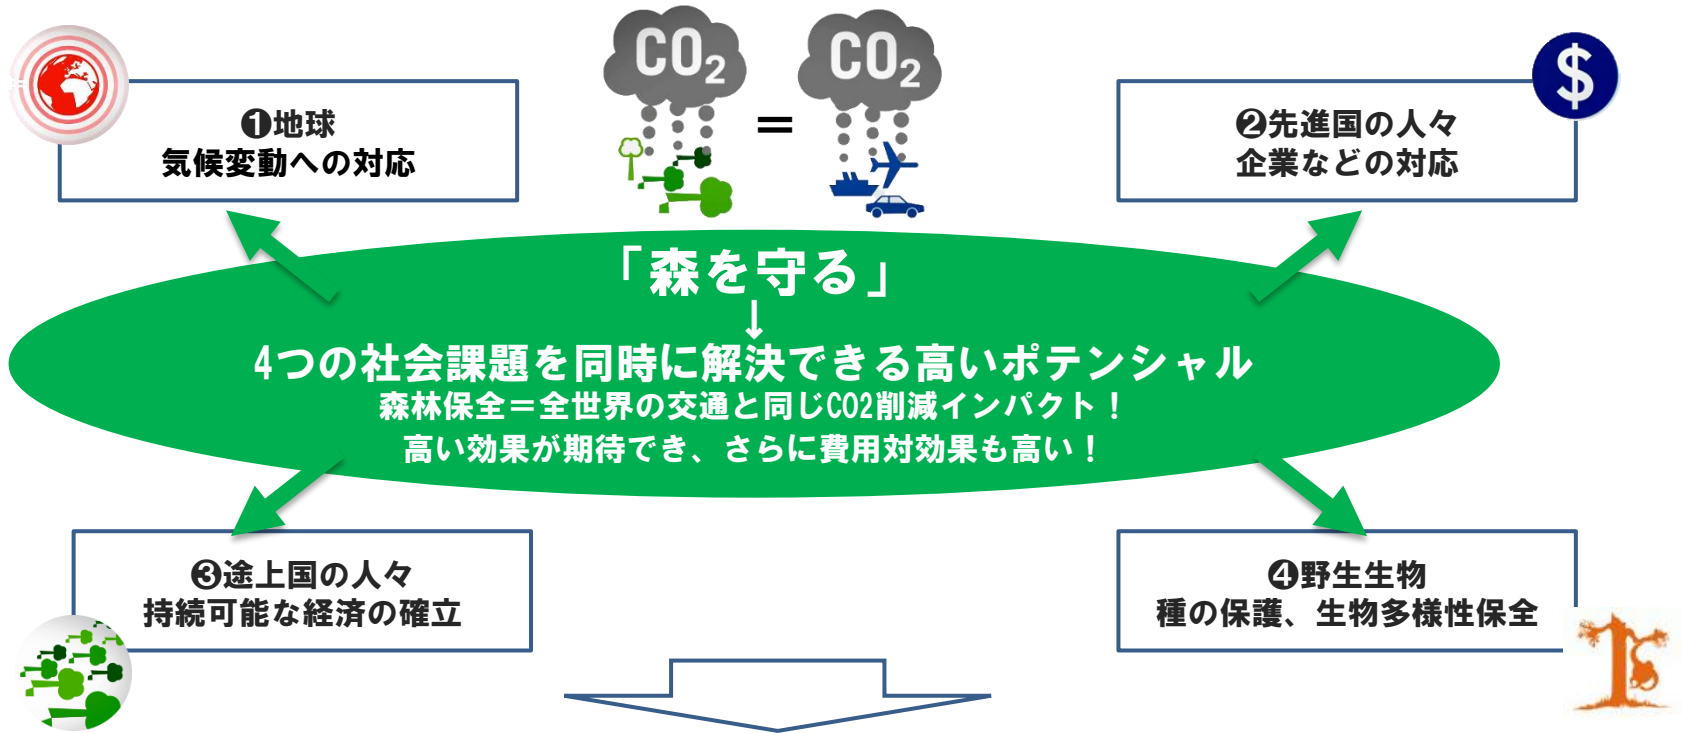 CO2
CO2
=
$
❶地球
気候変動への対応
❷先進国の人々
企業などの対応
「森を守る」
↓
4つの社会課題を同時に解決できる高いポテンシャル
森林保全＝全世界の交通と同じCO2削減インパクト！
高い効果が期待でき、さらに費用対効果も高い！
❸途上国の人々
持続可能な経済の確立
❹野生生物
種の保護、生物多様性保全